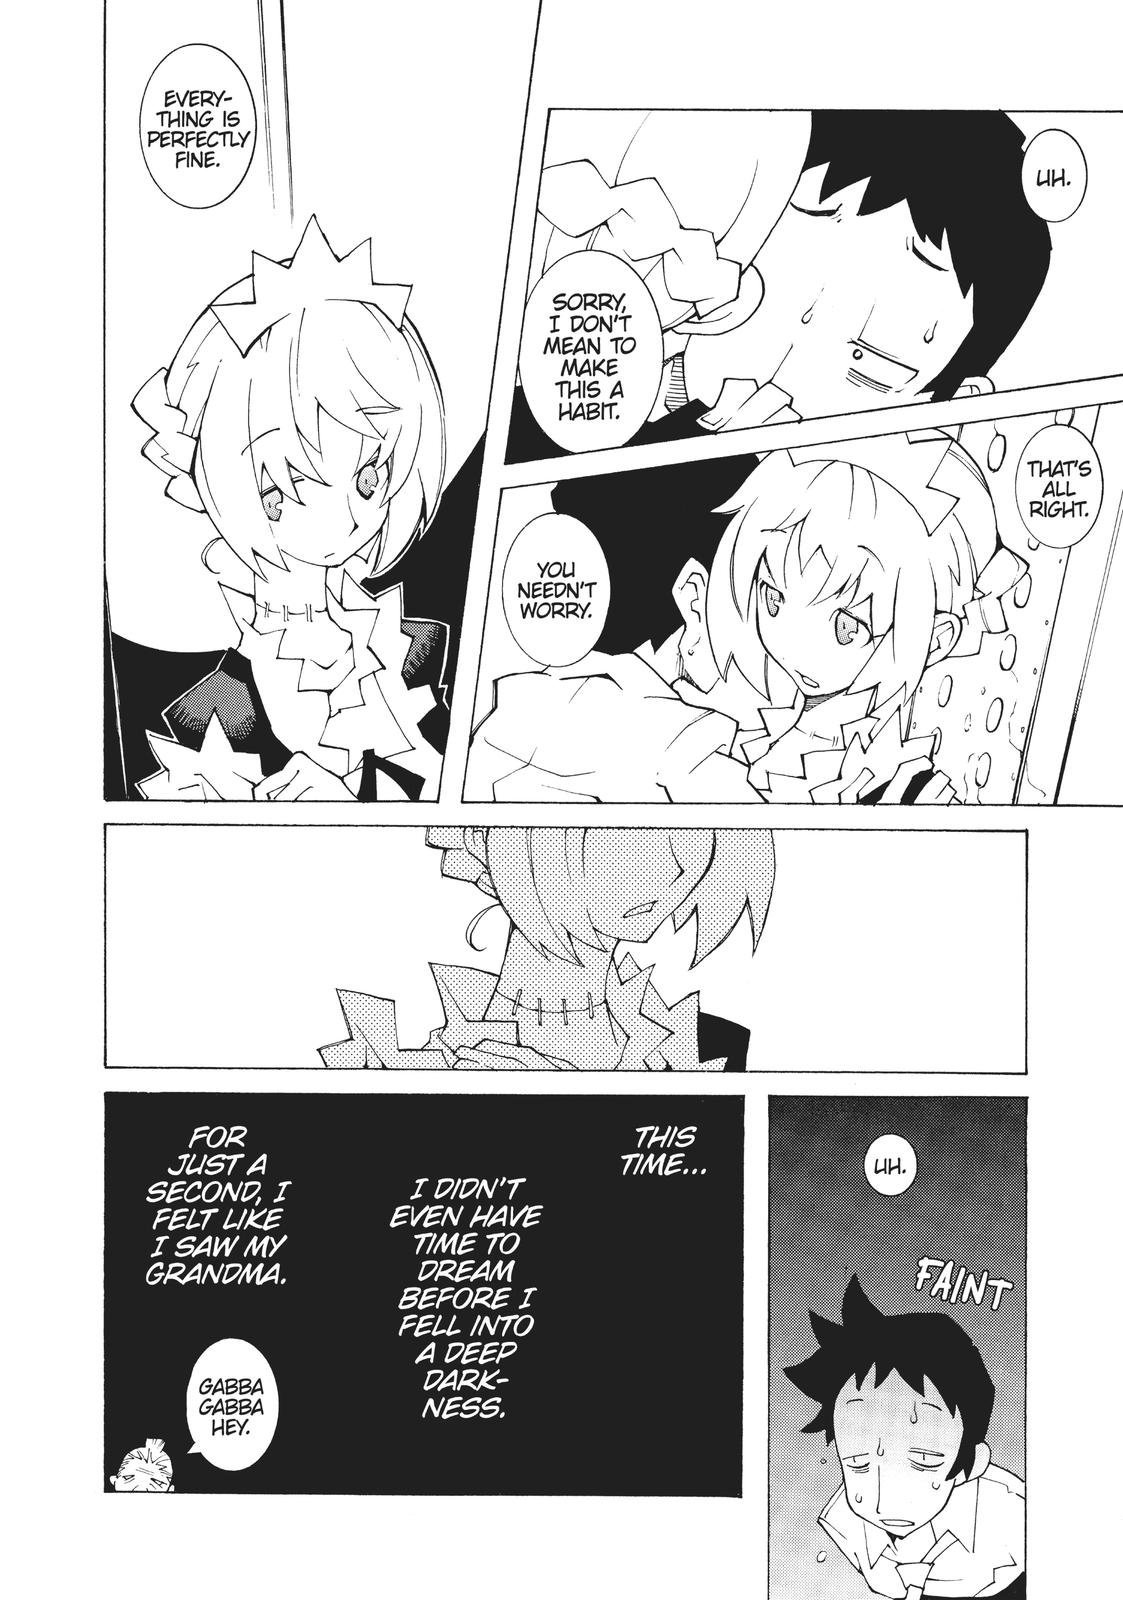 UH.
SORRY,
I DON'T
MEAN TO
MAKE
THIS A
HABIT.
THAT'S
ALL
RIGHT.
YOU
NEEDN'T
WORRY.
EVERY-
THING IS
PERFECTLY
FINE.
UH.
FAINT
THIS
TIME...
I DIDN'T
EVEN HAVE
TIME TO
DREAM
BEFORE I
FELL INTO
A DEEP
DARK-
NESS.
FOR
JUST A
SECOND, I
FELT LIKE
I SAW MY
GRANDMA.
GABBA
GABBA
HEY.